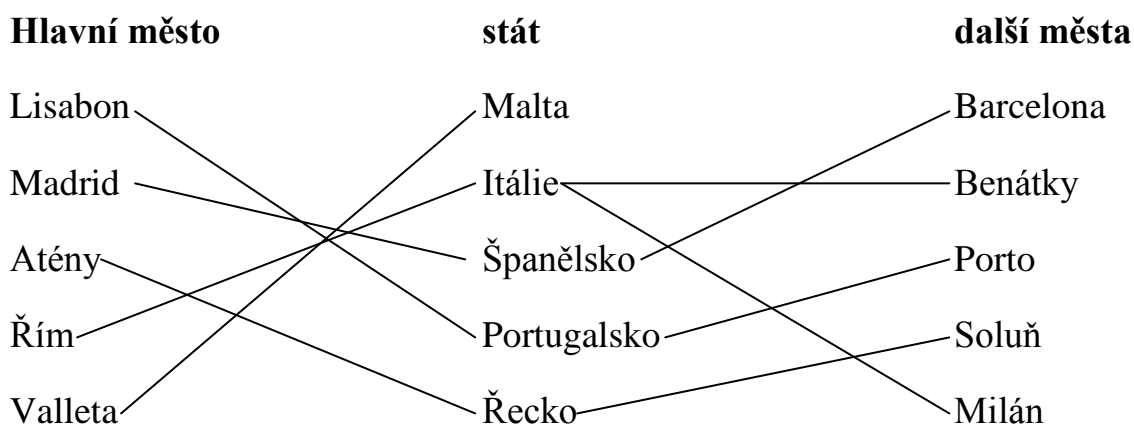 Hlavní město stát další města
Lisabon Malta Barcelona
Madrid Itálie Benátky
Atény Španělsko Porto
Řím Portugalsko Soluň
Valleta Řecko Milán